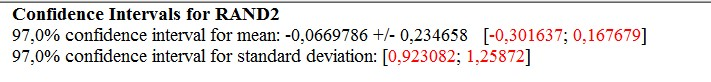 Confidence Intervals for RAND2
97,0% confidence interval for mean: -0,0669786 +/- 0,234658 [-0,301637; 0,167679]
97,0% confidence interval for standard deviation: [0,923082; 1,25872]